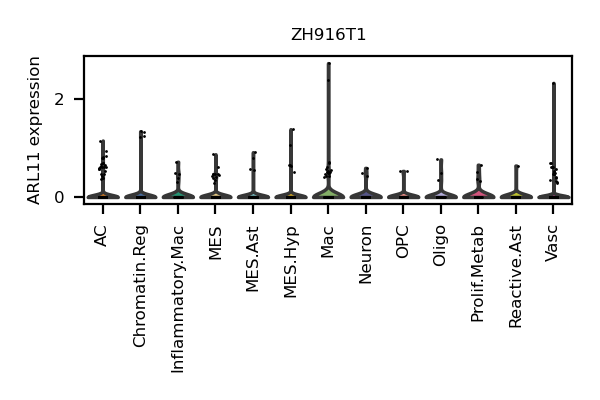 ZH916T1
ARL11 expression
2
0
AC
Chromatin.Reg
Inflammatory.Mac
MES
MES.Ast
MES.Hyp
Mac
Neuron
OPC
Oligo
Prolif.Metab
Reactive.Ast
Vasc